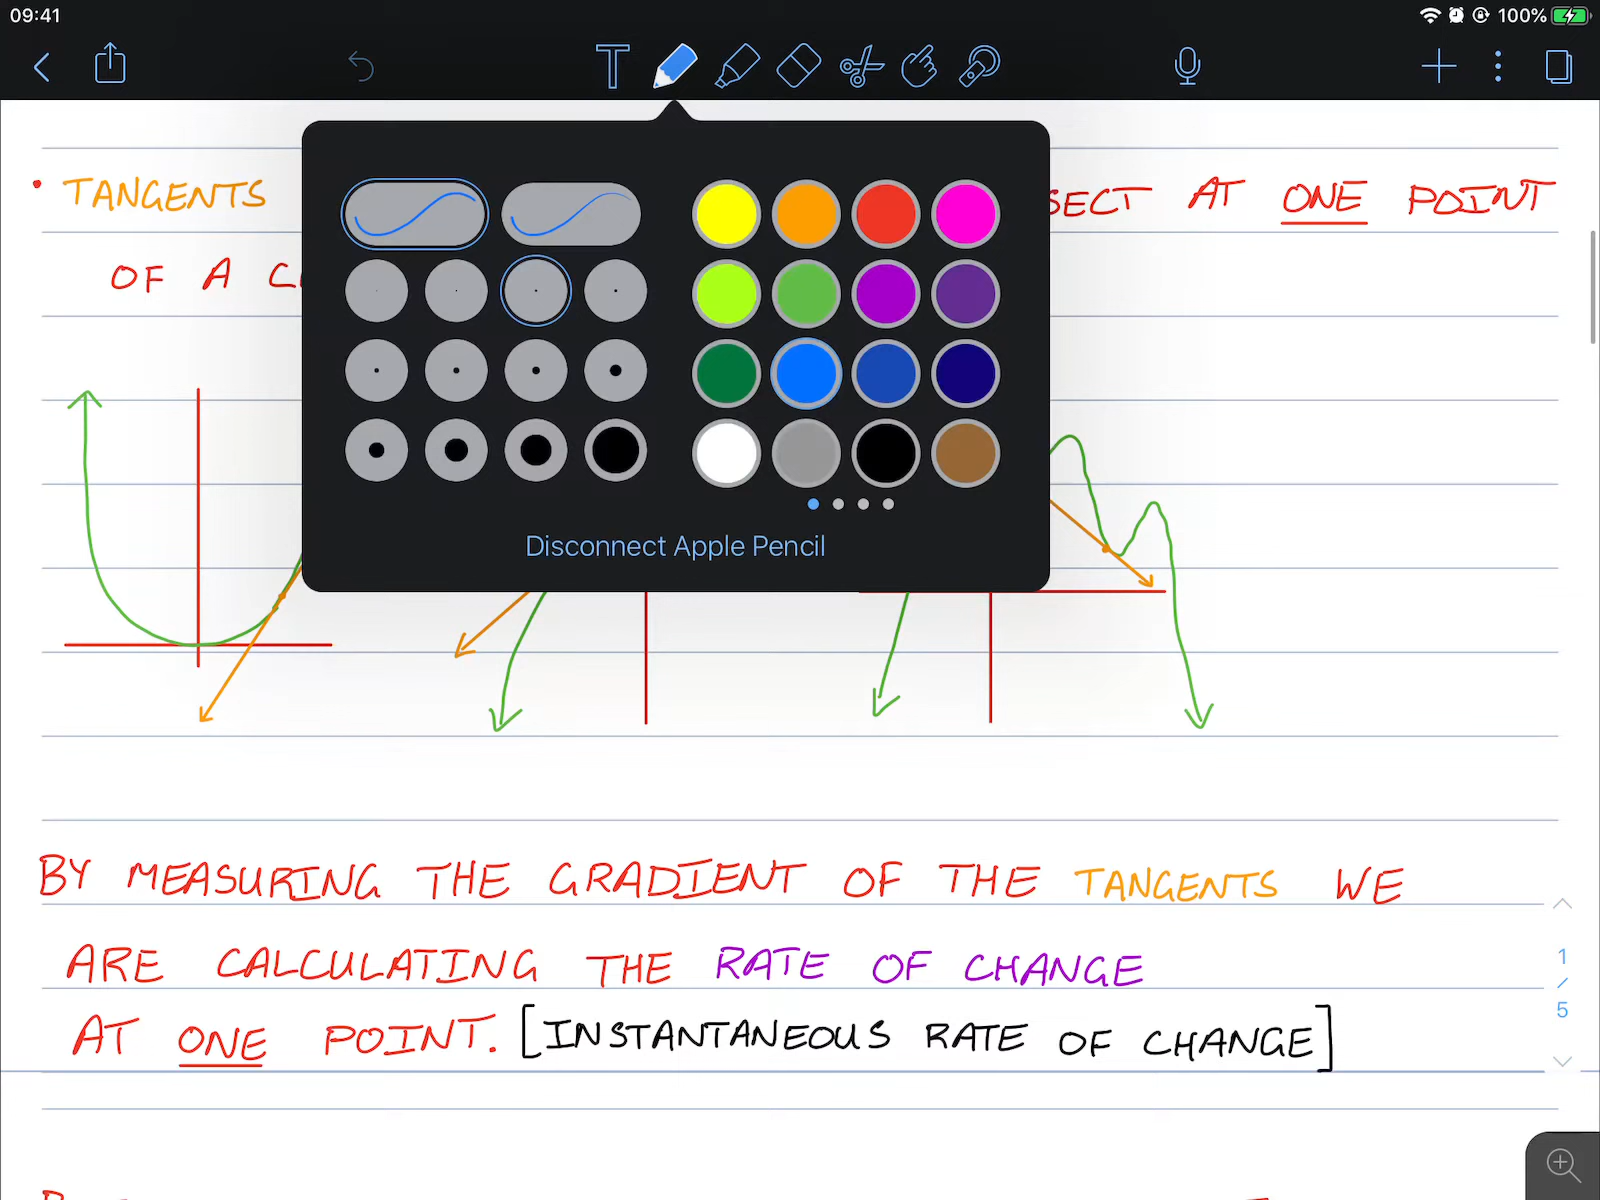 09:41
100%
TANGENTS SECT AT ONE POINT
OF A
Disconnect Apple Pencil
BY MEASURING THE GRADIENT OF THE TANGENTS WE
ARE CALCULATING THE RATE OF CHANGE
AT ONE POINT. [INSTANTANEOUS RATE OF CHANGE]
1
/
5